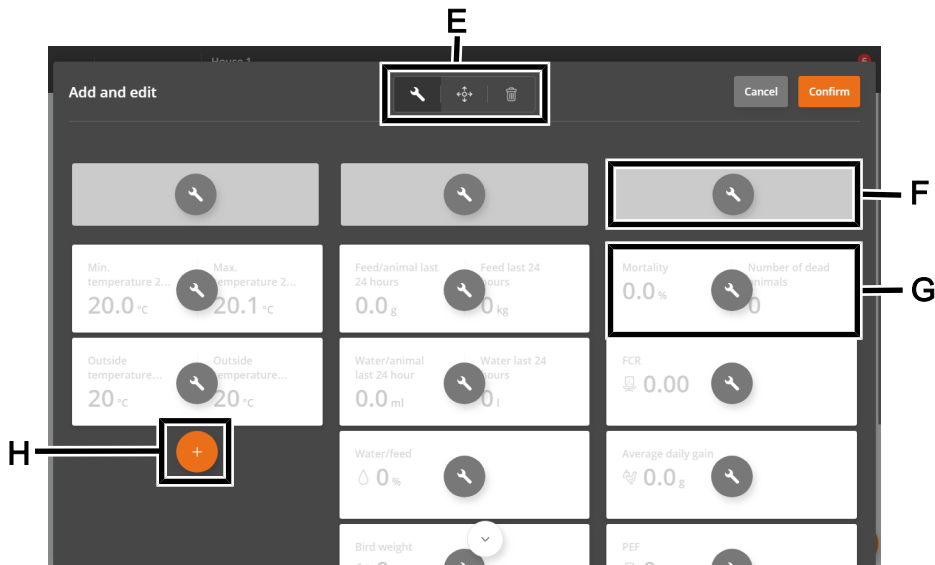 E
House 1
6
Add and edit
Cancel
Confirm
F
Min.
temperature 2...
20.0 °C
Max.
temperature 2...
20.1 °C
Feed/animal last
24 hours
0.0 g
Feed last 24
hours
0 kg
Mortality
0.0 %
Number of dead
animals
0
G
Outside
temperature...
20 °C
Outside
temperature...
20 °C
Water/animal
last 24 hour
0.0 ml
Water last 24
hours
0 l
FCR
0.00
H
+
Water/feed
0 %
Average daily gain
0.0 g
Bird weight
PEF